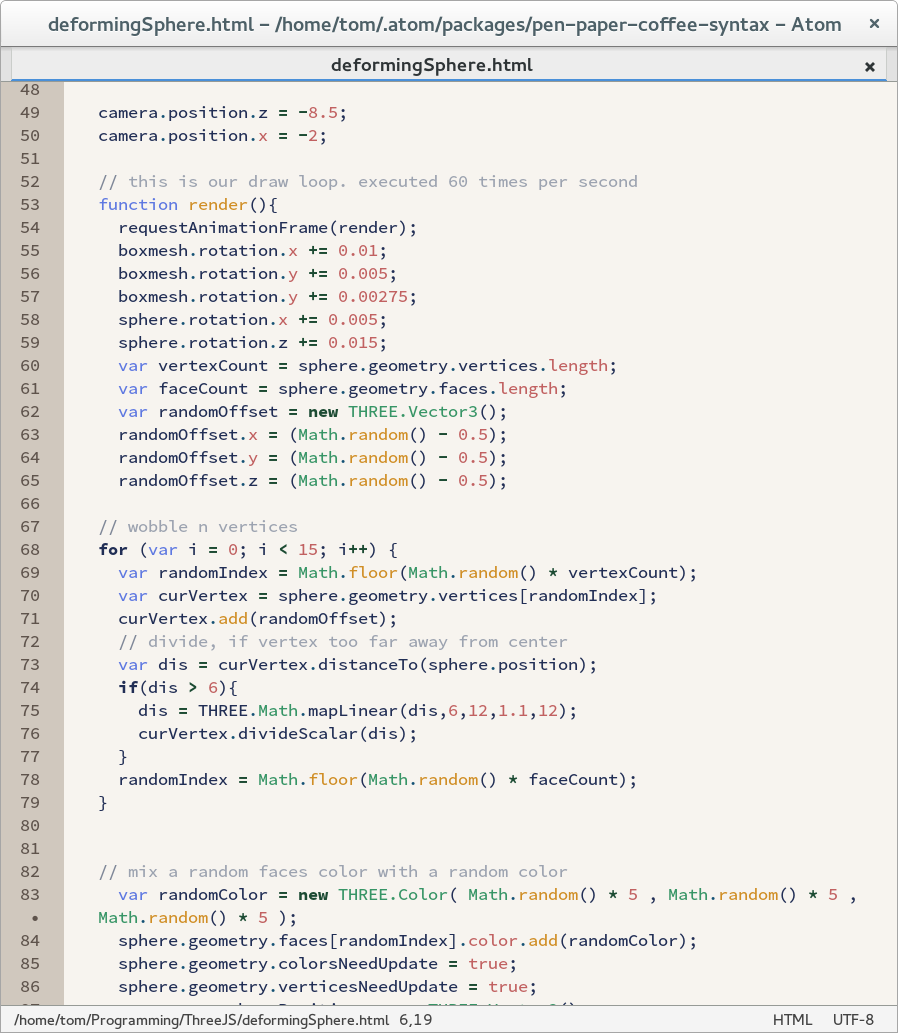 deformingSphere.html – /home/tom/.atom/packages/pen-paper-coffee-syntax – Atom ×
deformingSphere.html ×
48
49 camera.position.z = -8.5;
50 camera.position.x = -2;
51
52 // this is our draw loop. executed 60 times per second
53 function render(){
54 requestAnimationFrame(render);
55 boxmesh.rotation.x += 0.01;
56 boxmesh.rotation.y += 0.005;
57 boxmesh.rotation.y += 0.00275;
58 sphere.rotation.x += 0.005;
59 sphere.rotation.z += 0.015;
60 var vertexCount = sphere.geometry.vertices.length;
61 var faceCount = sphere.geometry.faces.length;
62 var randomOffset = new THREE.Vector3();
63 randomOffset.x = (Math.random() - 0.5);
64 randomOffset.y = (Math.random() - 0.5);
65 randomOffset.z = (Math.random() - 0.5);
66
67 // wobble n vertices
68 for (var i = 0; i < 15; i++) {
69 var randomIndex = Math.floor(Math.random() * vertexCount);
70 var curVertex = sphere.geometry.vertices[randomIndex];
71 curVertex.add(randomOffset);
72 // divide, if vertex too far away from center
73 var dis = curVertex.distanceTo(sphere.position);
74 if(dis > 6){
75 dis = THREE.Math.mapLinear(dis,6,12,1.1,12);
76 curVertex.divideScalar(dis);
77 }
78 randomIndex = Math.floor(Math.random() * faceCount);
79 }
80
81
82 // mix a random faces color with a random color
83 var randomColor = new THREE.Color( Math.random() * 5 , Math.random() * 5 ,
• Math.random() * 5 );
84 sphere.geometry.faces[randomIndex].color.add(randomColor);
85 sphere.geometry.colorsNeedUpdate = true;
86 sphere.geometry.verticesNeedUpdate = true;
/home/tom/Programming/ThreeJS/deformingSphere.html 6,19 HTML UTF-8